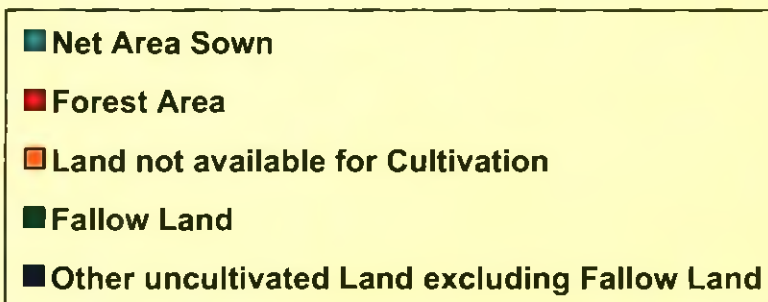 Net Area Sown
Forest Area
Land not available for Cultivation
Fallow Land
Other uncultivated Land excluding Fallow Land